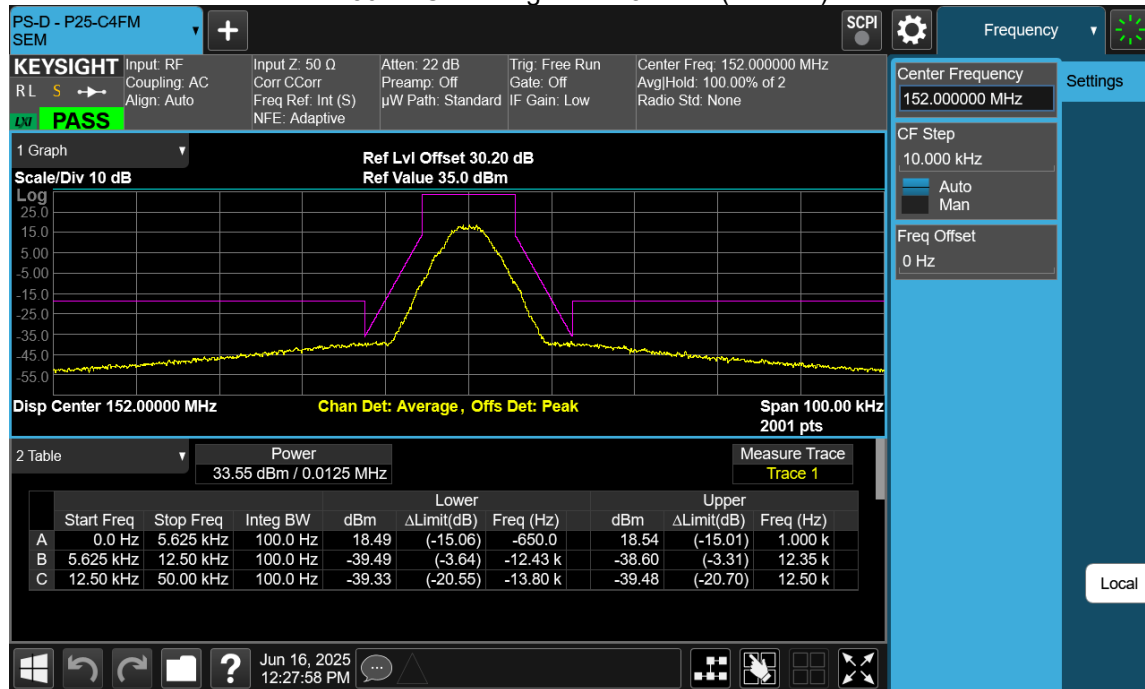 PS-D - P25-C4FM
SEM
SCPI
Frequency
KEYSIGHT
Input: RF
Input Z: 50 Ω
Atten: 22 dB
Trig: Free Run
Center Freq: 152.000000 MHz
R L S
Coupling: AC
Corr CCorr
Preamp: Off
Gate: Off
Avg|Hold: 100.00% of 2
Align: Auto
Freq Ref: Int (S)
µW Path: Standard
IF Gain: Low
Radio Std: None
LXI
PASS
NFE: Adaptive
Center Frequency
152.000000 MHz
Settings
CF Step
10.000 kHz
Auto
Man
Freq Offset
0 Hz
1 Graph
Ref Lvl Offset 30.20 dB
Scale/Div 10 dB
Ref Value 35.0 dBm
Log
25.0
15.0
5.00
-5.00
-15.0
-25.0
-35.0
-45.0
-55.0
Disp Center 152.00000 MHz
Chan Det: Average, Offs Det: Peak
Span 100.00 kHz
2001 pts
2 Table
Power
33.55 dBm / 0.0125 MHz
Measure Trace
Trace 1
Lower Upper
Start Freq Stop Freq Integ BW dBm ΔLimit(dB) Freq (Hz) dBm ΔLimit(dB) Freq (Hz)
A 0.0 Hz 5.625 kHz 100.0 Hz 18.49 (-15.06) -650.0 18.54 (-15.01) 1.000 k
B 5.625 kHz 12.50 kHz 100.0 Hz -39.49 (-3.64) -12.43 k -38.60 (-3.31) 12.35 k
C 12.50 kHz 50.00 kHz 100.0 Hz -39.33 (-20.55) -13.80 k -39.48 (-20.70) 12.50 k
Local
Jun 16, 2025
12:27:58 PM